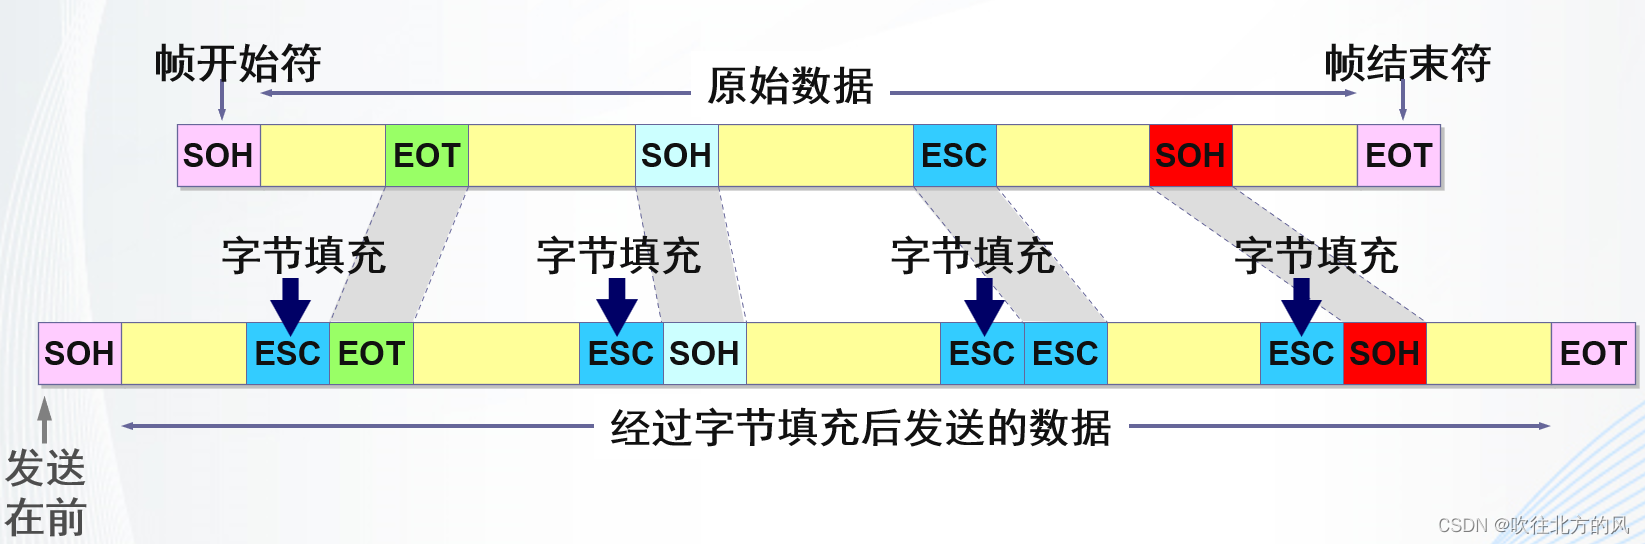 帧开始符
原始数据
帧结束符
SOH EOT SOH ESC SOH EOT
字节填充 字节填充 字节填充 字节填充
SOH ESC EOT ESC SOH ESC ESC ESC SOH EOT
经过字节填充后发送的数据
发送
在前
CSDN @吹往北方的风